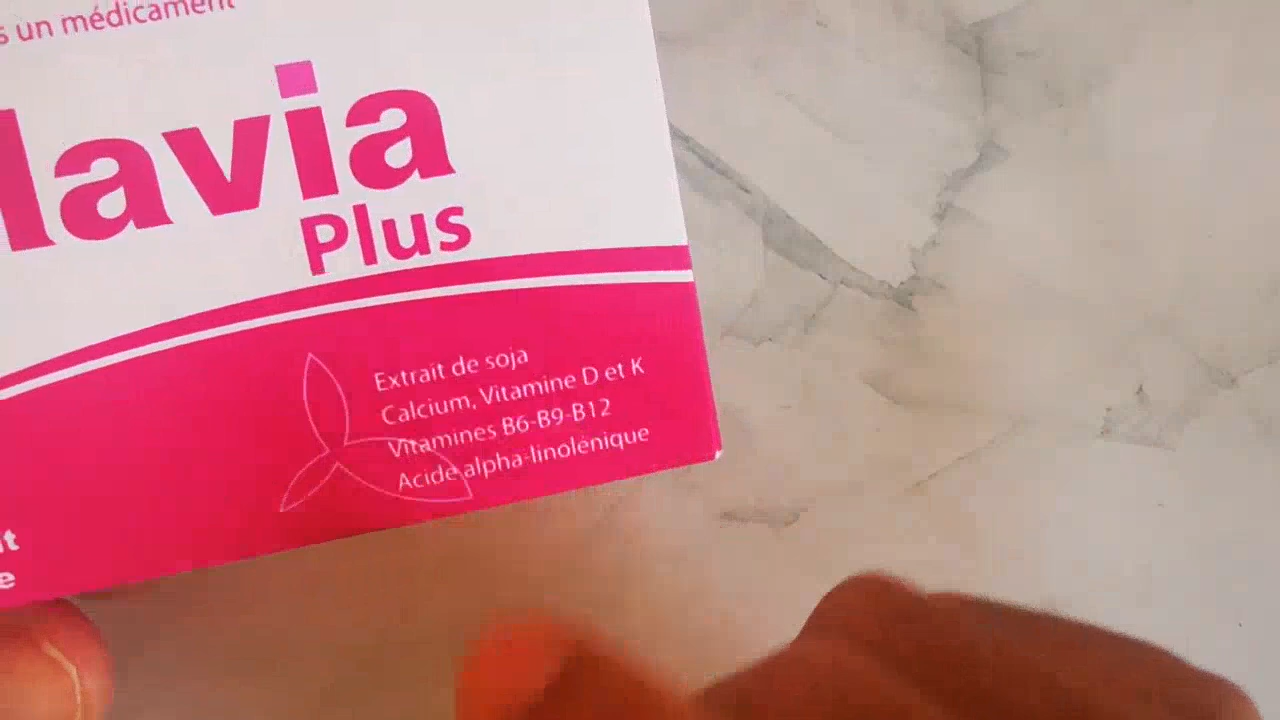 un médicament
lavia
Plus
Extrait de soja
Calcium, Vitamine D et K
Vitamines B6-B9-B12
Acide alpha-linolénique